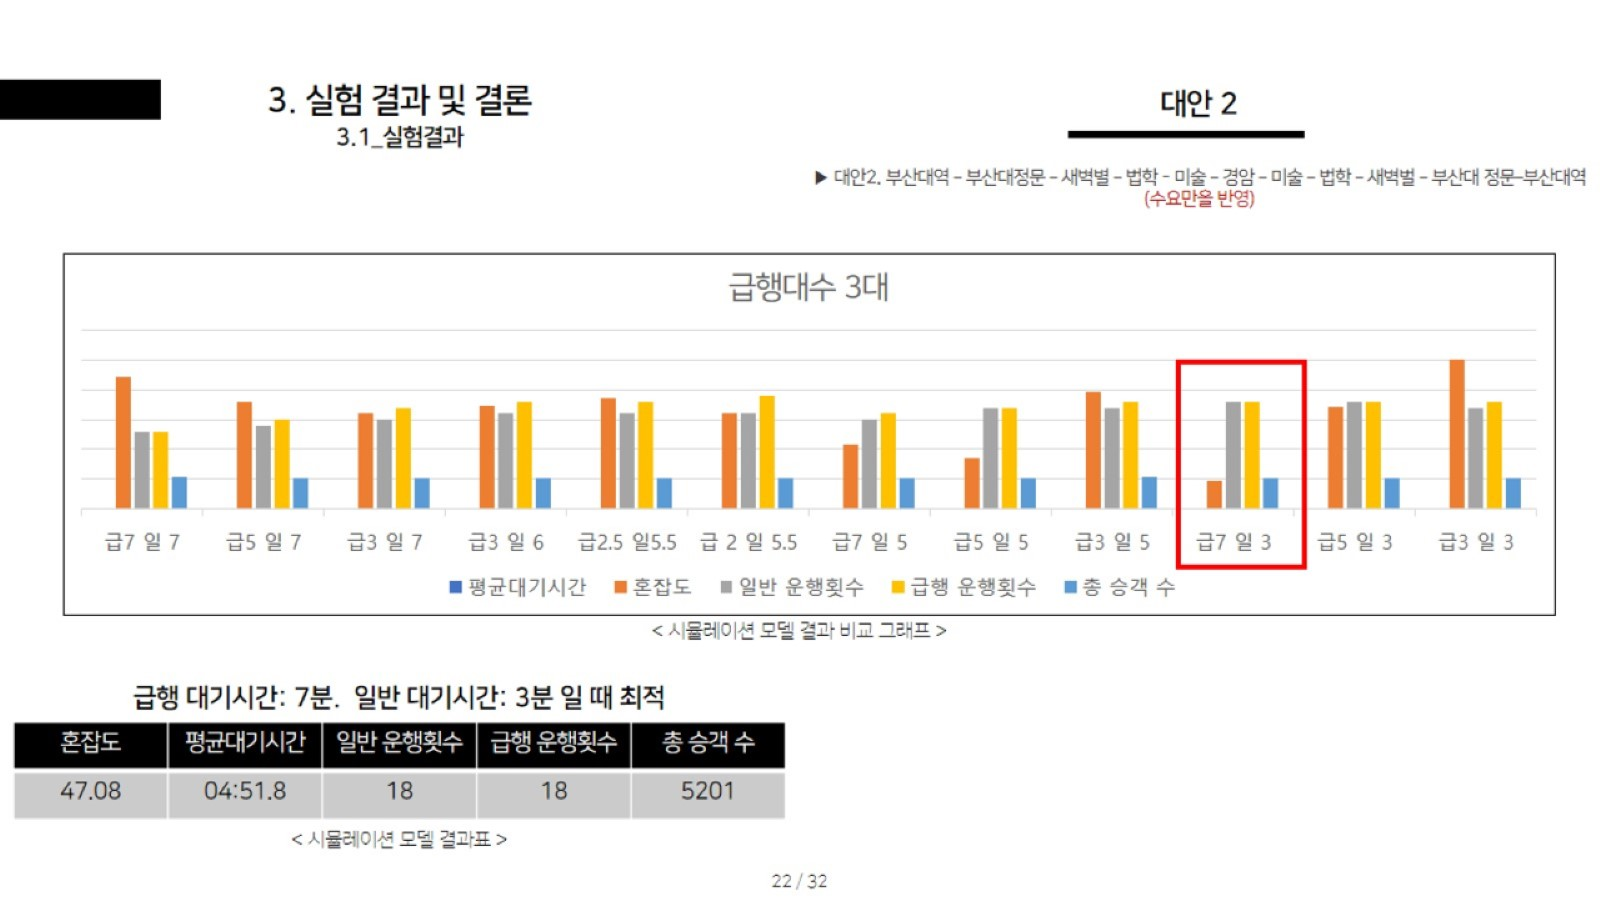 3. 실험 결과 및 결론
3.1_실험결과
대안 2
▶ 대안2. 부산대역 – 부산대정문 – 새벽별 – 법학 - 미술 – 경암 – 미술 – 법학 – 새벽벌 – 부산대 정문–부산대역
(수요만을 반영)
급행대수 3대
급7 일 7 급5 일 7 급3 일 7 급3 일 6 급2.5 일5.5 급 2 일 5.5 급7 일 5 급5 일 5 급3 일 5 급7 일 3 급5 일 3 급3 일 3
평균대기시간 혼잡도 일반 운행횟수 급행 운행횟수 총 승객 수
< 시물레이션 모델 결과 비교 그래프 >
급행 대기시간: 7분. 일반 대기시간: 3분 일 때 최적
혼잡도 평균대기시간 일반 운행횟수 급행 운행횟수 총 승객 수
47.08 04:51.8 18 18 5201
< 시물레이션 모델 결과표 >
22 / 32